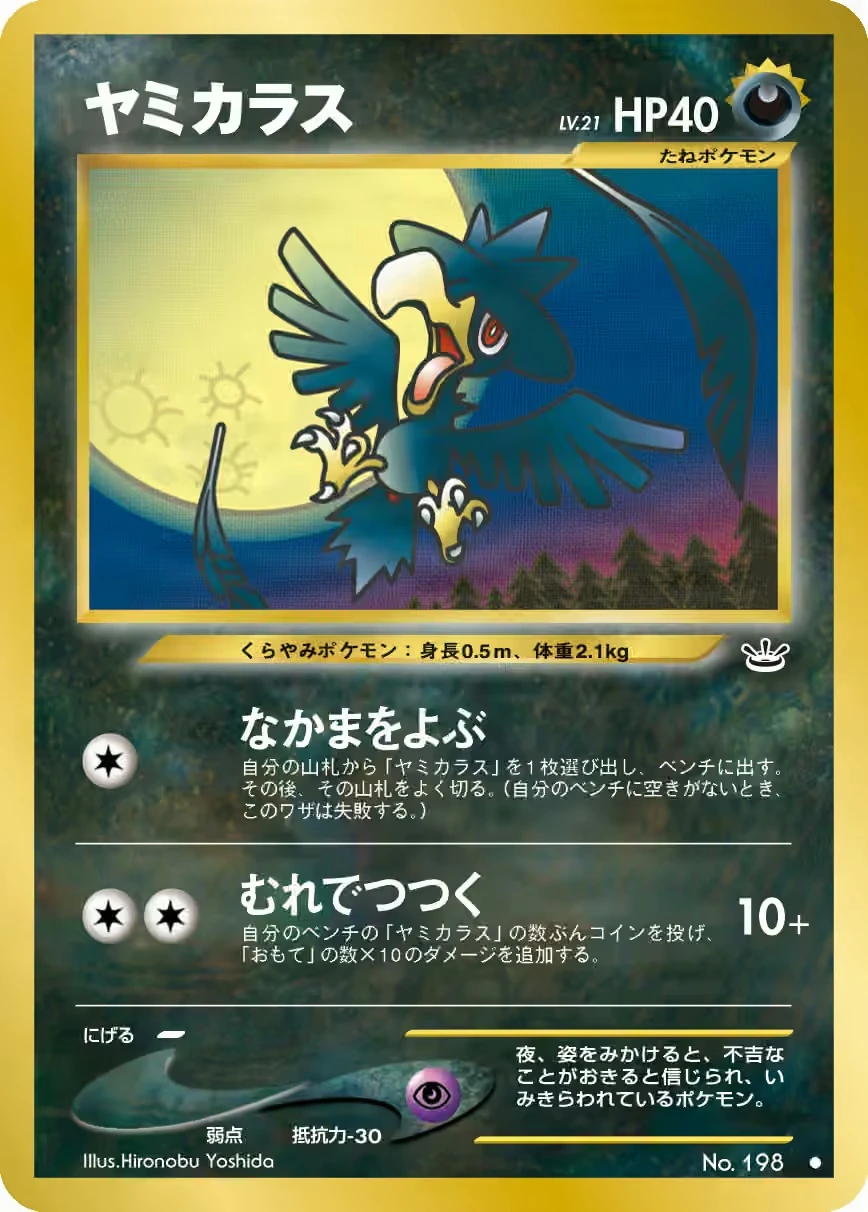 ヤミカラス
LV.21 HP40
たねポケモン
くらやみポケモン：身長0.5m、体重2.1kg
なかまをよぶ
自分の山札から「ヤミカラス」を1枚選び出し、ベンチに出す。
その後、その山札をよく切る。（自分のベンチに空きがないとき、
このワザは失敗する。）
むれでつつく
10+
自分のベンチの「ヤミカラス」の数ぶんコインを投げ、
「おもて」の数×10のダメージを追加する。
にげる
弱点
抵抗力-30
夜、姿をみかけると、不吉な
ことがおきると信じられ、い
みきらわれているポケモン。
Illus.Hironobu Yoshida
No. 198